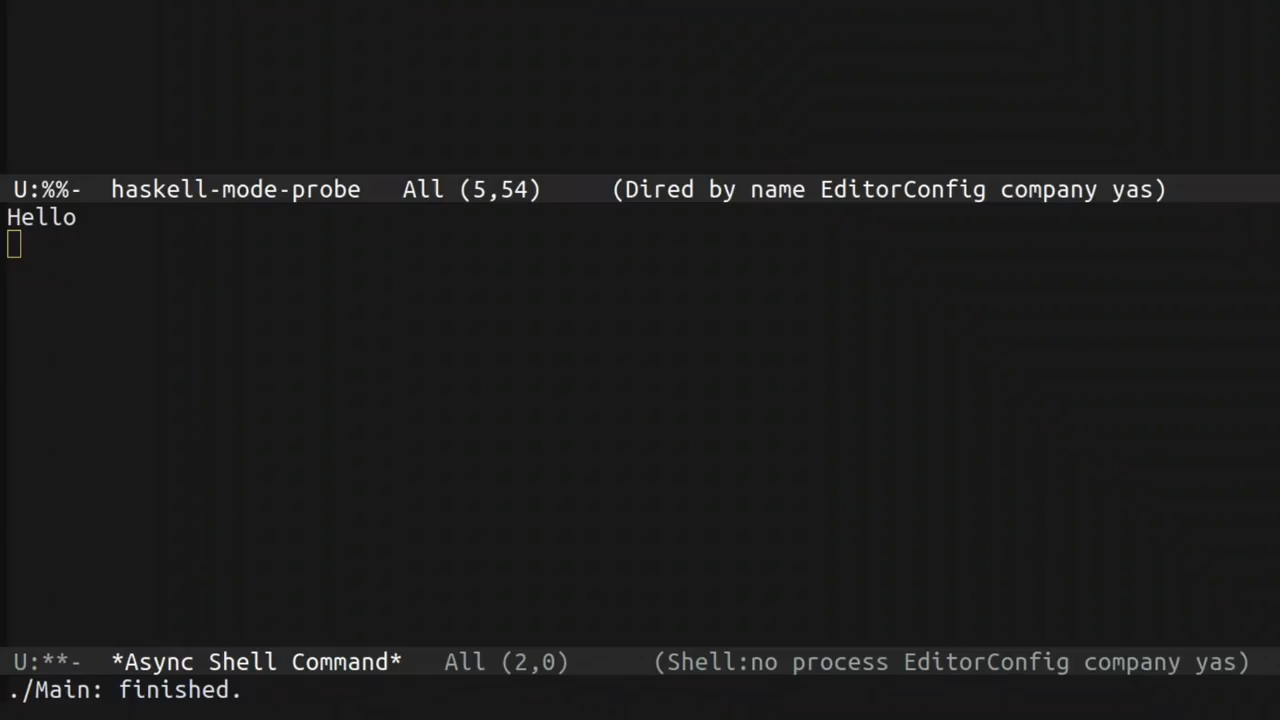 U:%%-  haskell-mode-probe   All (5,54)     (Dired by name EditorConfig company yas)
Hello
U:**-  *Async Shell Command*   All (2,0)      (Shell:no process EditorConfig company yas)
./Main: finished.